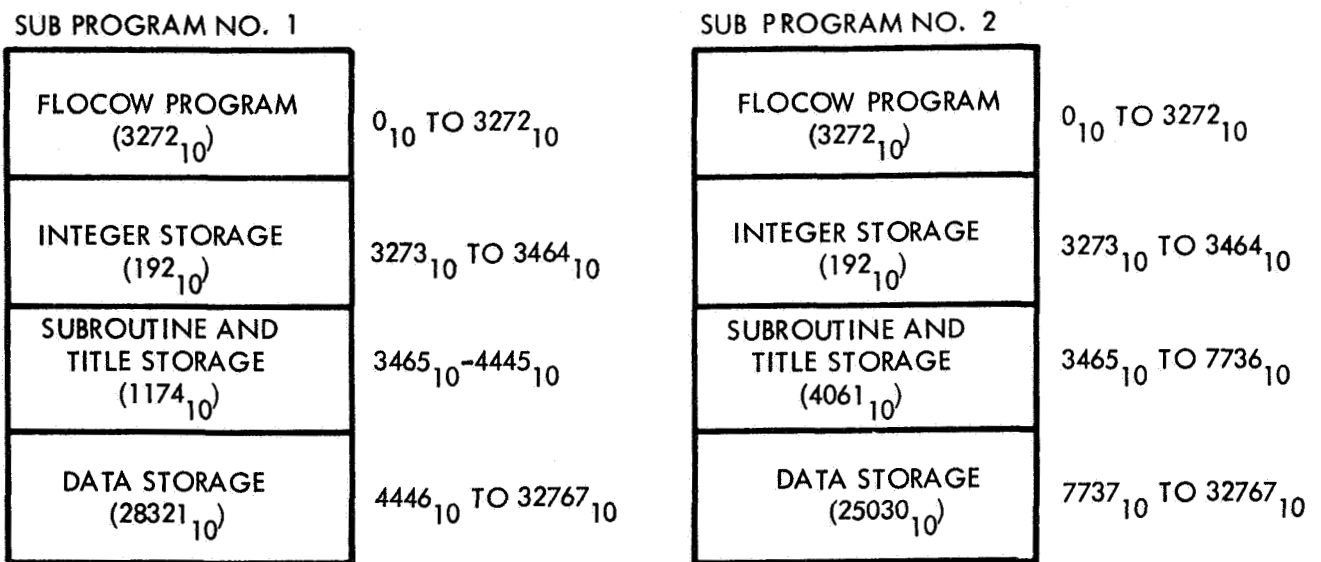 SUB PROGRAM NO. 1
FLOCOW PROGRAM
(3272₁₀)
0₁₀ TO 3272₁₀
INTEGER STORAGE
(192₁₀)
3273₁₀ TO 3464₁₀
SUBROUTINE AND
TITLE STORAGE
(1174₁₀)
3465₁₀-4445₁₀
DATA STORAGE
(28321₁₀)
4446₁₀ TO 32767₁₀
SUB PROGRAM NO. 2
FLOCOW PROGRAM
(3272₁₀)
0₁₀ TO 3272₁₀
INTEGER STORAGE
(192₁₀)
3273₁₀ TO 3464₁₀
SUBROUTINE AND
TITLE STORAGE
(4061₁₀)
3465₁₀ TO 7736₁₀
DATA STORAGE
(25030₁₀)
7737₁₀ TO 32767₁₀